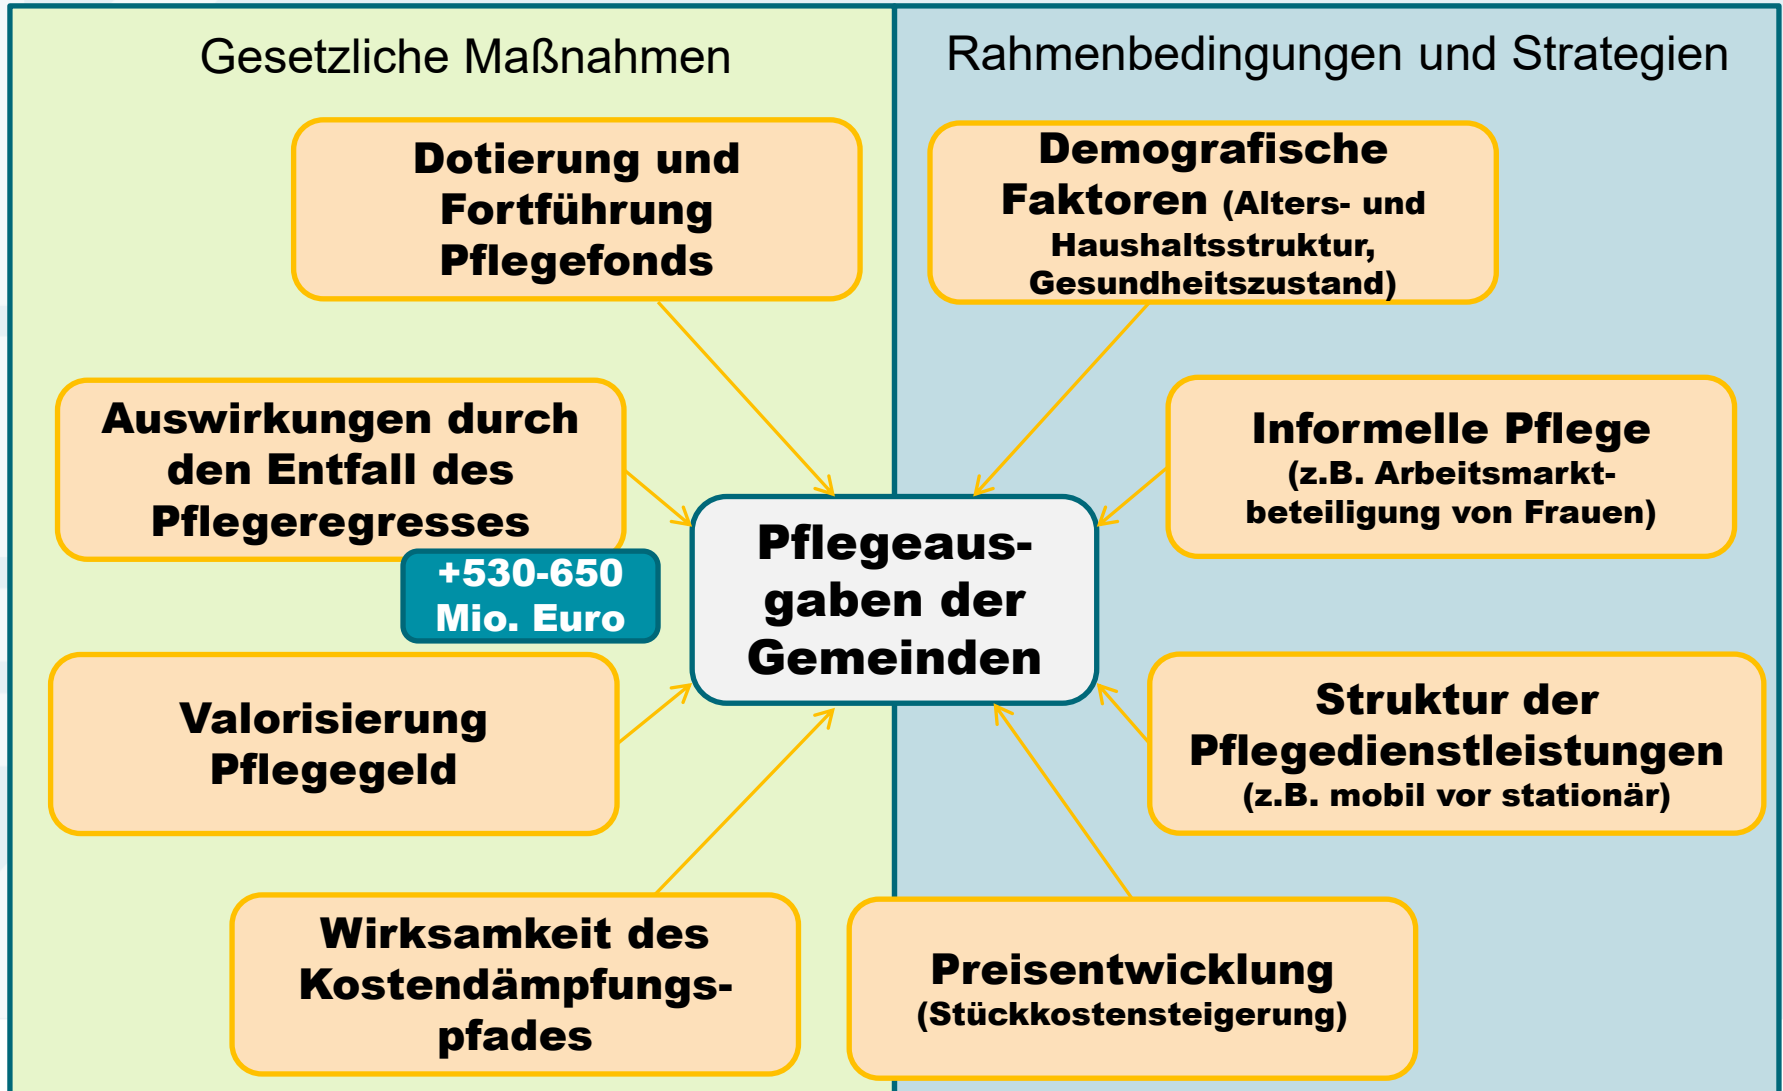 Gesetzliche Maßnahmen
Rahmenbedingungen und Strategien
Dotierung und
Fortführung
Pflegefonds
Demografische
Faktoren (Alters- und
Haushaltsstruktur,
Gesundheitszustand)
Auswirkungen durch
den Entfall des
Pflegeregresses
+530-650
Mio. Euro
Informelle Pflege
(z.B. Arbeitsmarkt-
beteiligung von Frauen)
Pflegeaus-
gaben der
Gemeinden
Valorisierung
Pflegegeld
Struktur der
Pflegedienstleistungen
(z.B. mobil vor stationär)
Wirksamkeit des
Kostendämpfungs-
pfades
Preisentwicklung
(Stückkostensteigerung)